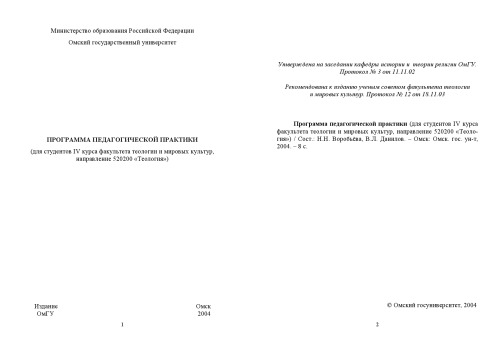 Министерство образования Российской Федерации
Омский государственный университет
ПРОГРАММА ПЕДАГОГИЧЕСКОЙ ПРАКТИКИ
(для студентов IV курса факультета теологии и мировых культур,
направление 520200 «Теология»)
Издание
ОмГУ
Омск
2004
1
Утверждена на заседании кафедры истории и теории религии ОмГУ.
Протокол № 3 от 11.11.02
Рекомендована к изданию ученым советом факультета теологии
и мировых культур. Протокол № 12 от 18.11.03
Программа педагогической практики (для студентов IV курса
факультета теологии и мировых культур, направление 520200 «Теоло-
гия») / Сост.: Н.Н. Воробьёва, В.Л. Данилов. – Омск: Омск. гос. ун-т,
2004. – 8 с.
© Омский госуниверситет, 2004
2